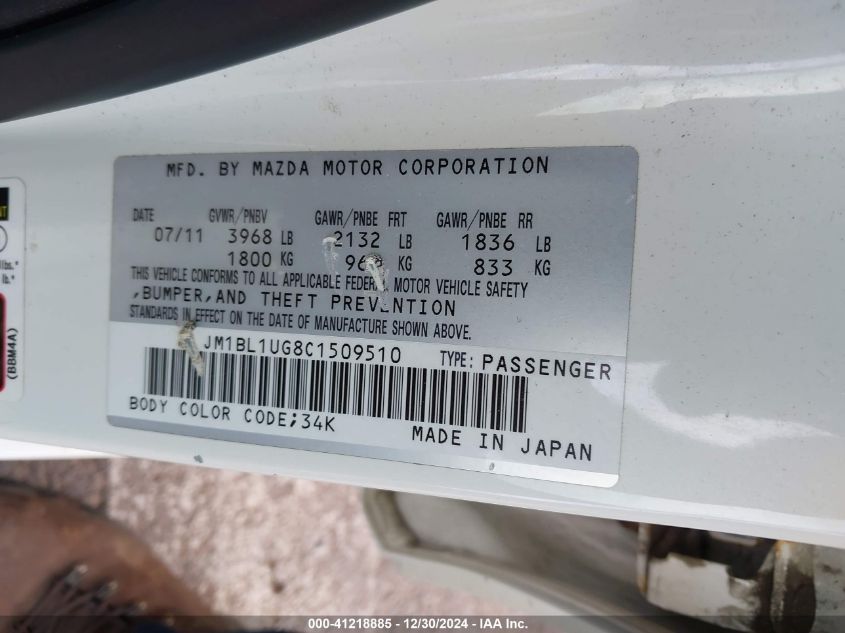 MFD. BY MAZDA MOTOR CORPORATION
DATE GVWR/PNBV GAWR/PNBE FRT GAWR/PNBE RR
07/11 3968 LB 2132 LB 1836 LB
1800 KG KG 833 KG
THIS VEHICLE CONFORMS TO ALL APPLICABLE FEDERAL MOTOR VEHICLE SAFETY
,BUMPER,AND THEFT PREVENTION
STANDARDS IN EFFECT ON THE DATE OF MANUFACTURE SHOWN ABOVE.
JM1BL1UG8C1509510 TYPE: PASSENGER
BODY COLOR CODE;34K
MADE IN JAPAN
lbs.*
lb.*
(BBM4A)
000-41218885 - 12/30/2024 - IAA Inc.